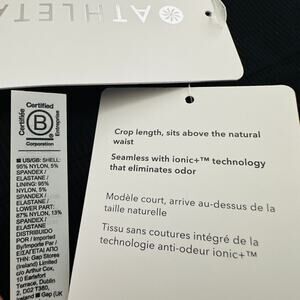 ATHLETA
Certified
B
Corporation
Certifiée
Entreprise
US/GB: SHELL:
95% NYLON, 5%
SPANDEX /
ELASTANE /
LINING: 95%
NYLON, 5%
SPANDEX /
ELASTANE /
LOWER PART:
87% NYLON, 13%
SPANDEX /
ELASTANE
DISTRIBUIDO
POR / Imported
By/Importado Par/
ΕΙΣΑΓΕΤΑΙ ΑΠΟ
ΤΗΝ: GAP Stores
(Ireland) Limited
c/o Arthur Cox,
10 Earlsfort
Terrace, Dublin
2, D02 T380,
Ireland Gap (UK
Crop length, sits above the natural
waist
Seamless with ionic+™ technology
that eliminates odor
Modèle court, arrive au-dessus de la
taille naturelle
Tissu sans coutures intégré de la
technologie anti-odeur ionic+™